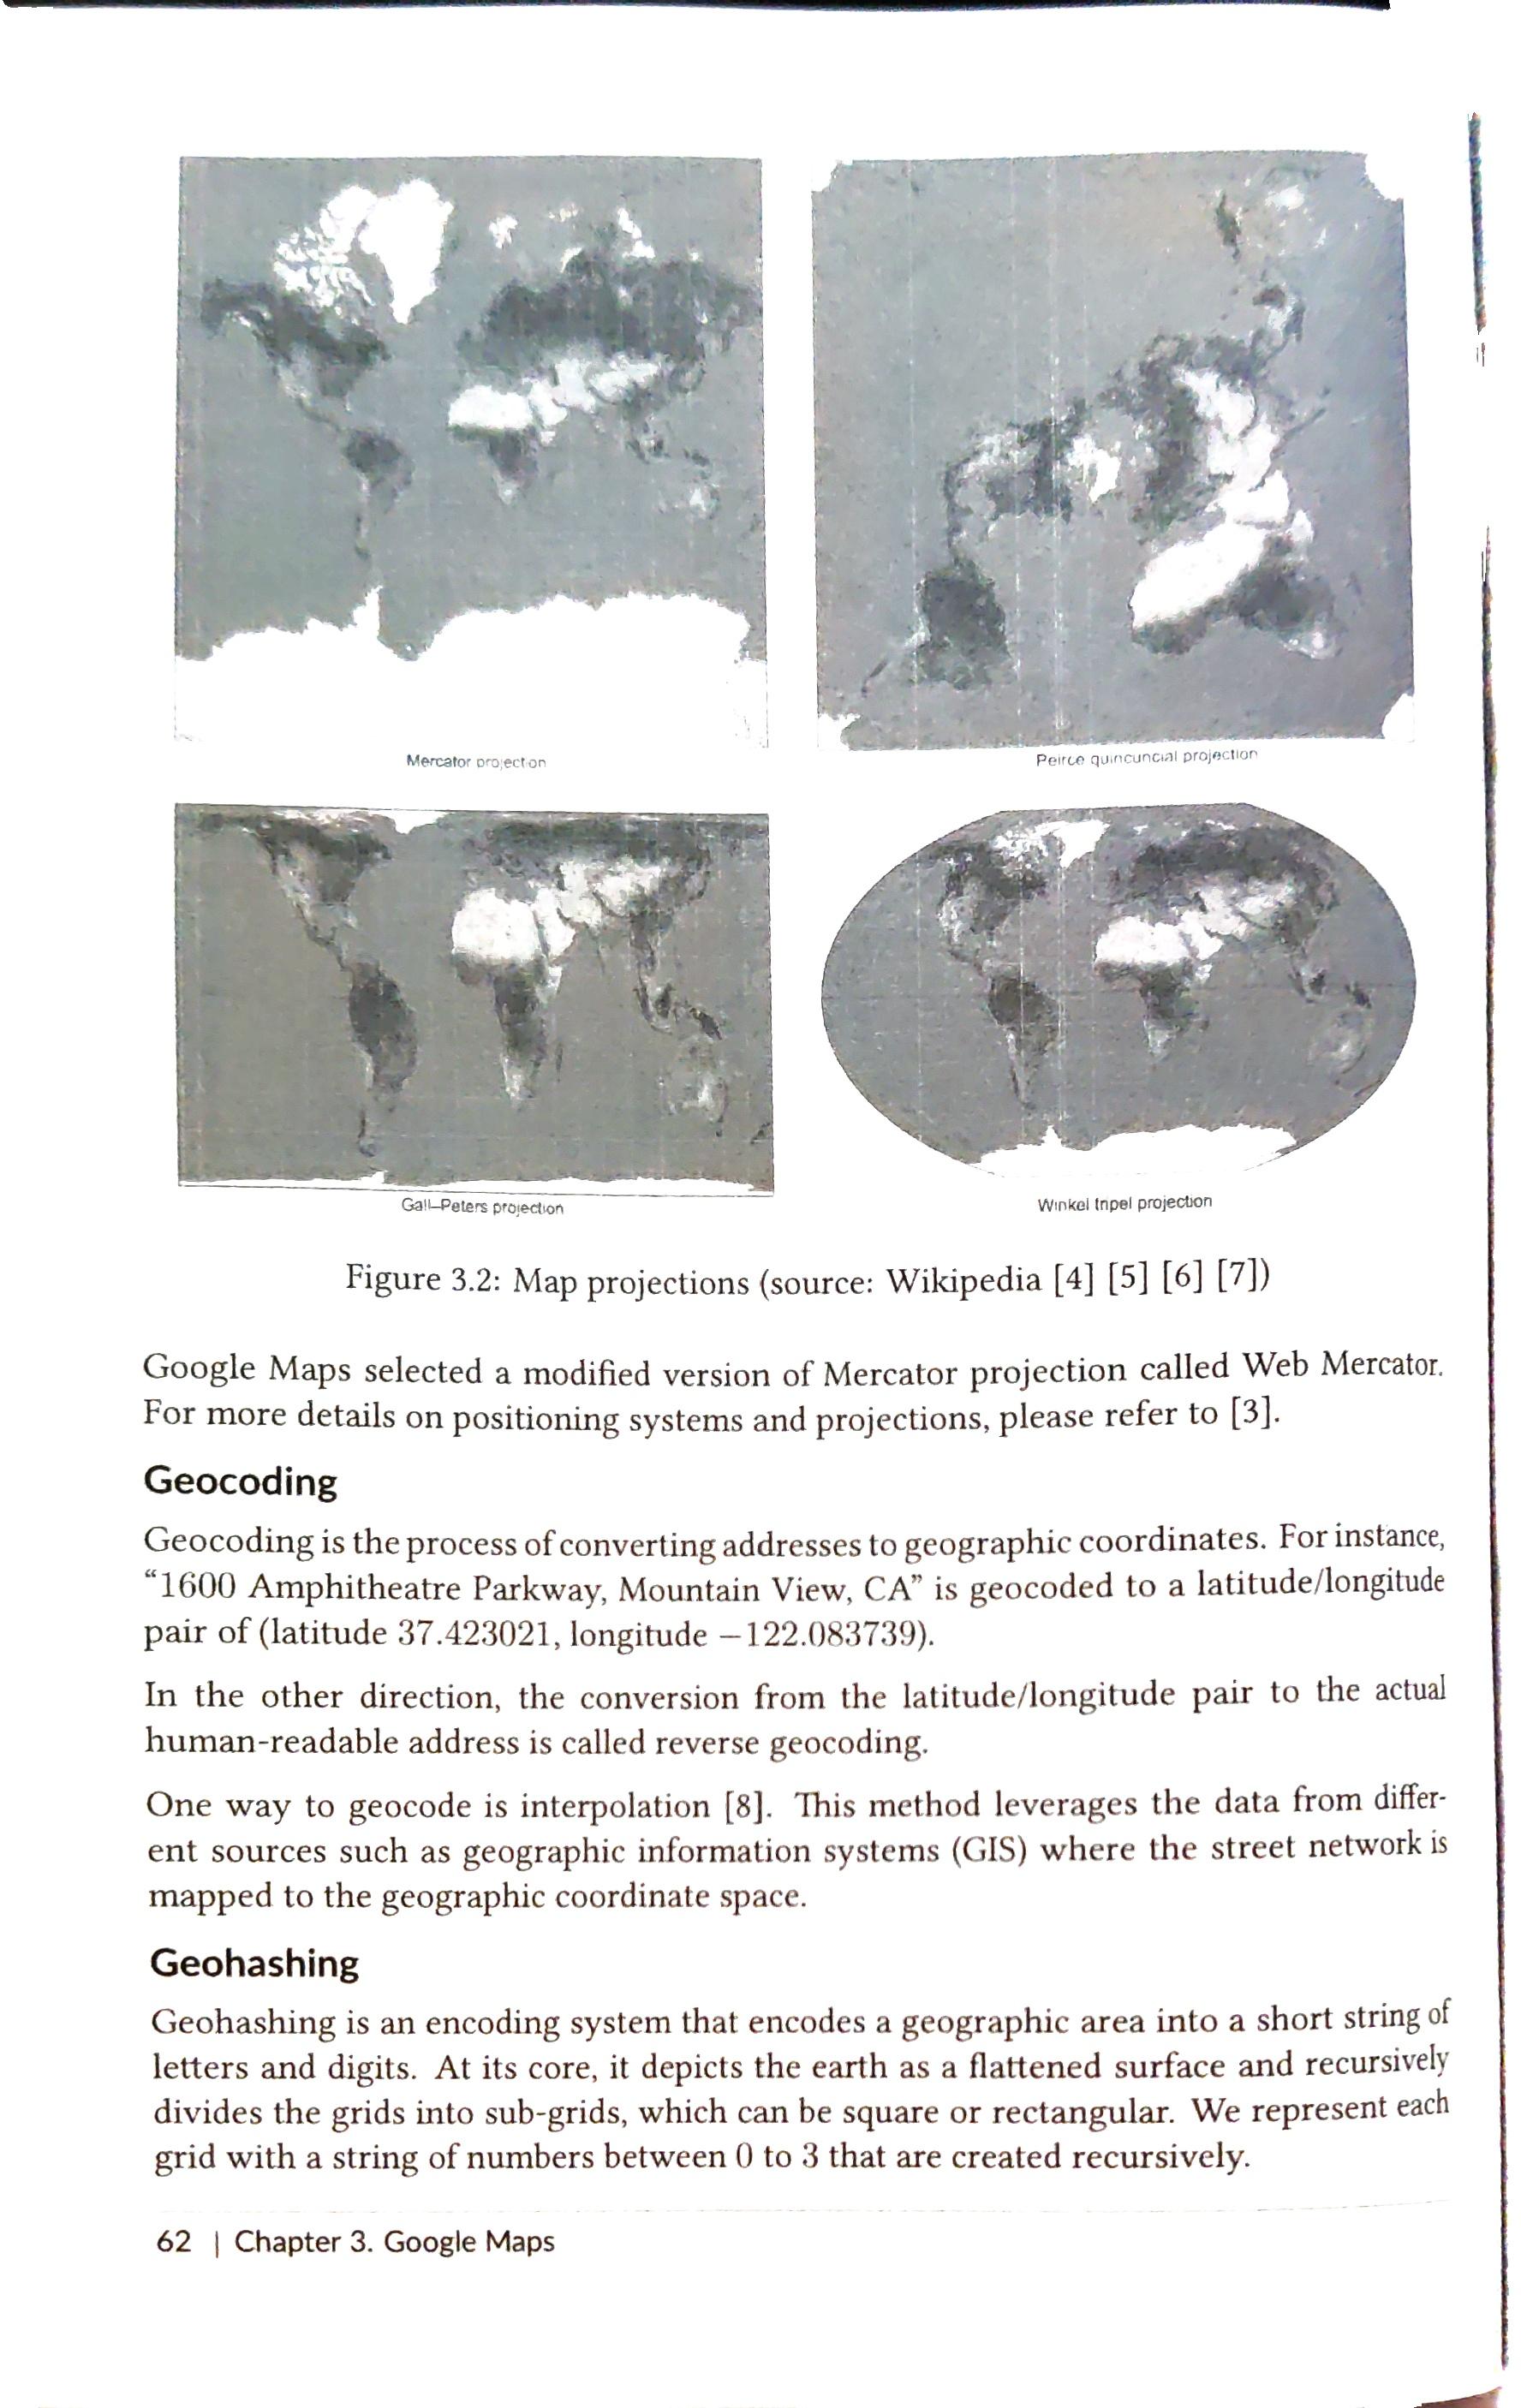 Mercator projection
Peirce quincuncial projection
Gall–Peters projection
Winkel tripel projection
Figure 3.2: Map projections (source: Wikipedia [4] [5] [6] [7])
Google Maps selected a modified version of Mercator projection called Web Mercator.
For more details on positioning systems and projections, please refer to [3].
Geocoding
Geocoding is the process of converting addresses to geographic coordinates. For instance,
“1600 Amphitheatre Parkway, Mountain View, CA” is geocoded to a latitude/longitude
pair of (latitude 37.423021, longitude −122.083739).
In the other direction, the conversion from the latitude/longitude pair to the actual
human-readable address is called reverse geocoding.
One way to geocode is interpolation [8]. This method leverages the data from differ-
ent sources such as geographic information systems (GIS) where the street network is
mapped to the geographic coordinate space.
Geohashing
Geohashing is an encoding system that encodes a geographic area into a short string of
letters and digits. At its core, it depicts the earth as a flattened surface and recursively
divides the grids into sub-grids, which can be square or rectangular. We represent each
grid with a string of numbers between 0 to 3 that are created recursively.
62 | Chapter 3. Google Maps